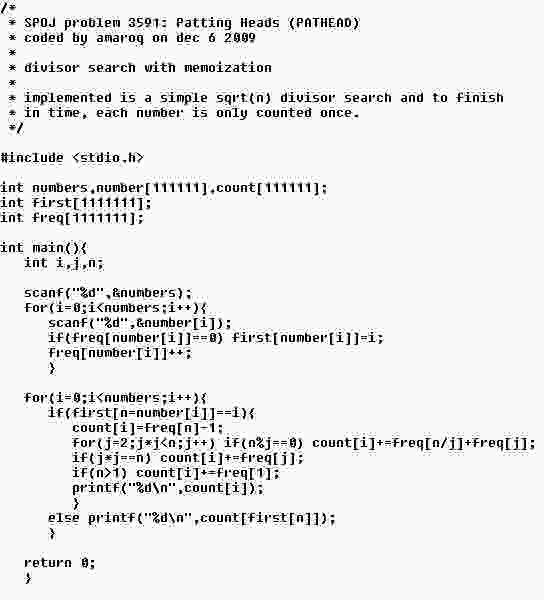 /*
 * SPOJ problem 3591: Patting Heads (PATHEAD)
 * coded by amaroq on dec 6 2009
 *
 * divisor search with memoization
 *
 * implemented is a simple sqrt(n) divisor search and to finish
 * in time, each number is only counted once.
 */

#include <stdio.h>

int numbers,number[111111],count[111111];
int first[1111111];
int freq[1111111];

int main(){
   int i,j,n;

   scanf("%d",&numbers);
   for(i=0;i<numbers;i++){
      scanf("%d",&number[i]);
      if(freq[number[i]]==0) first[number[i]]=i;
      freq[number[i]]++;
      }

   for(i=0;i<numbers;i++){
      if(first[n=number[i]]==i){
         count[i]=freq[n]-1;
         for(j=2;j*j<n;j++) if(n%j==0) count[i]+=freq[n/j]+freq[j];
         if(j*j==n) count[i]+=freq[j];
         if(n>1) count[i]+=freq[1];
         printf("%d\n",count[i]);
         }
      else printf("%d\n",count[first[n]]);
      }

   return 0;
   }